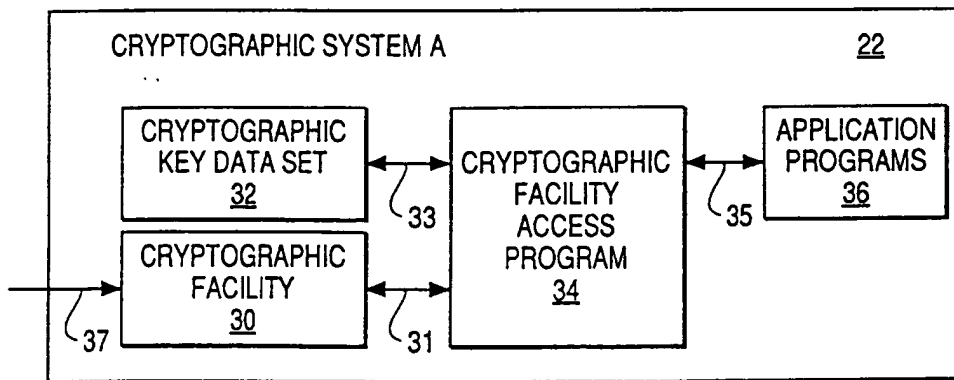 CRYPTOGRAPHIC SYSTEM A
22
CRYPTOGRAPHIC
KEY DATA SET
32
33
CRYPTOGRAPHIC
FACILITY
ACCESS
PROGRAM
34
35
APPLICATION
PROGRAMS
36
CRYPTOGRAPHIC
FACILITY
30
31
37